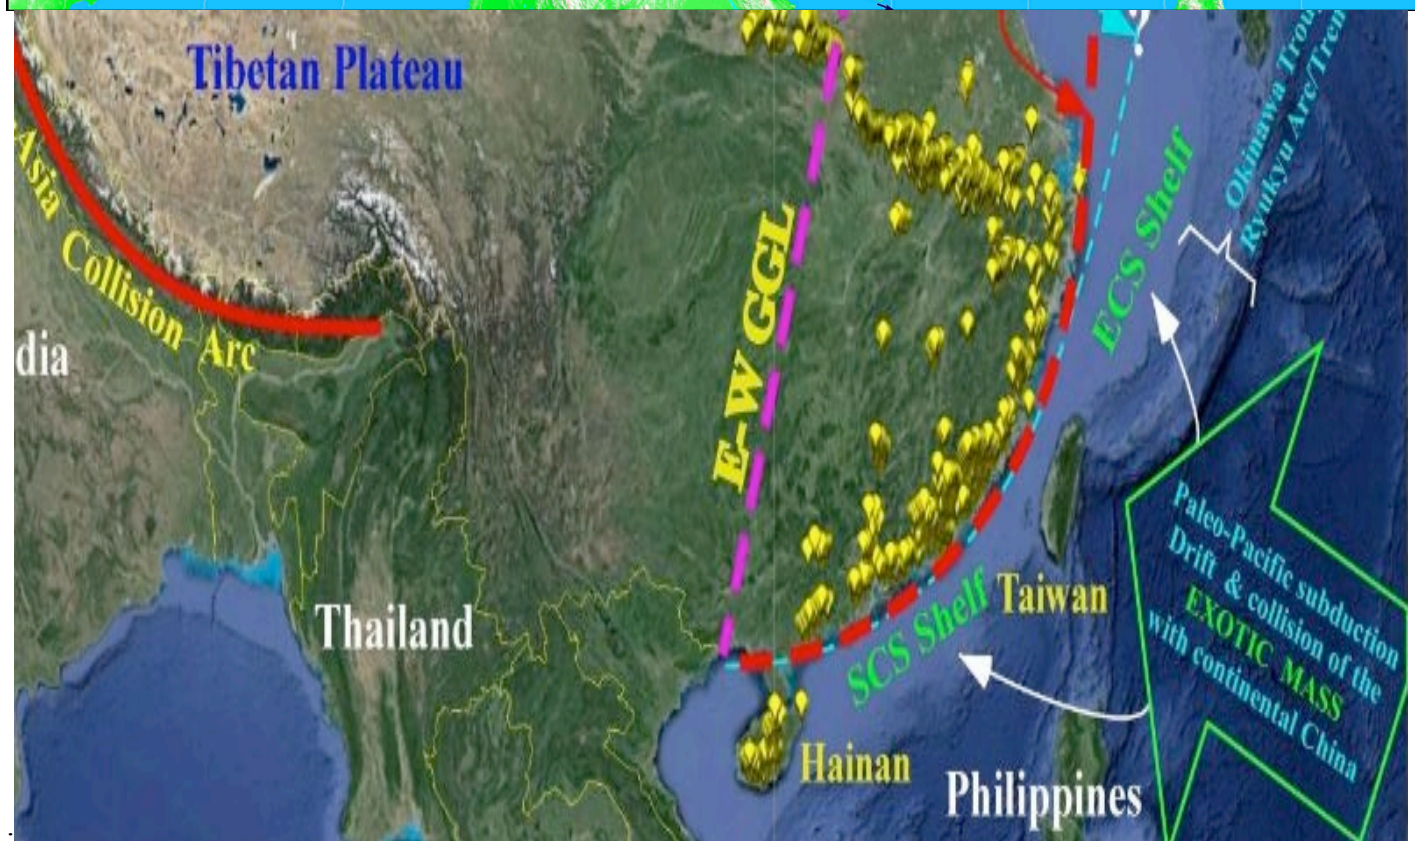 Tibetan Plateau
Asia Collision Arc
dia
Thailand
E-W GGL
ECS Shelf
Okinawa Trou
Ryukyu Arc/Tren
SCS Shelf
Taiwan
Hainan
Philippines
Paleo-Pacific subduction
Drift & collision of the
EXOTIC MASS
with continental China